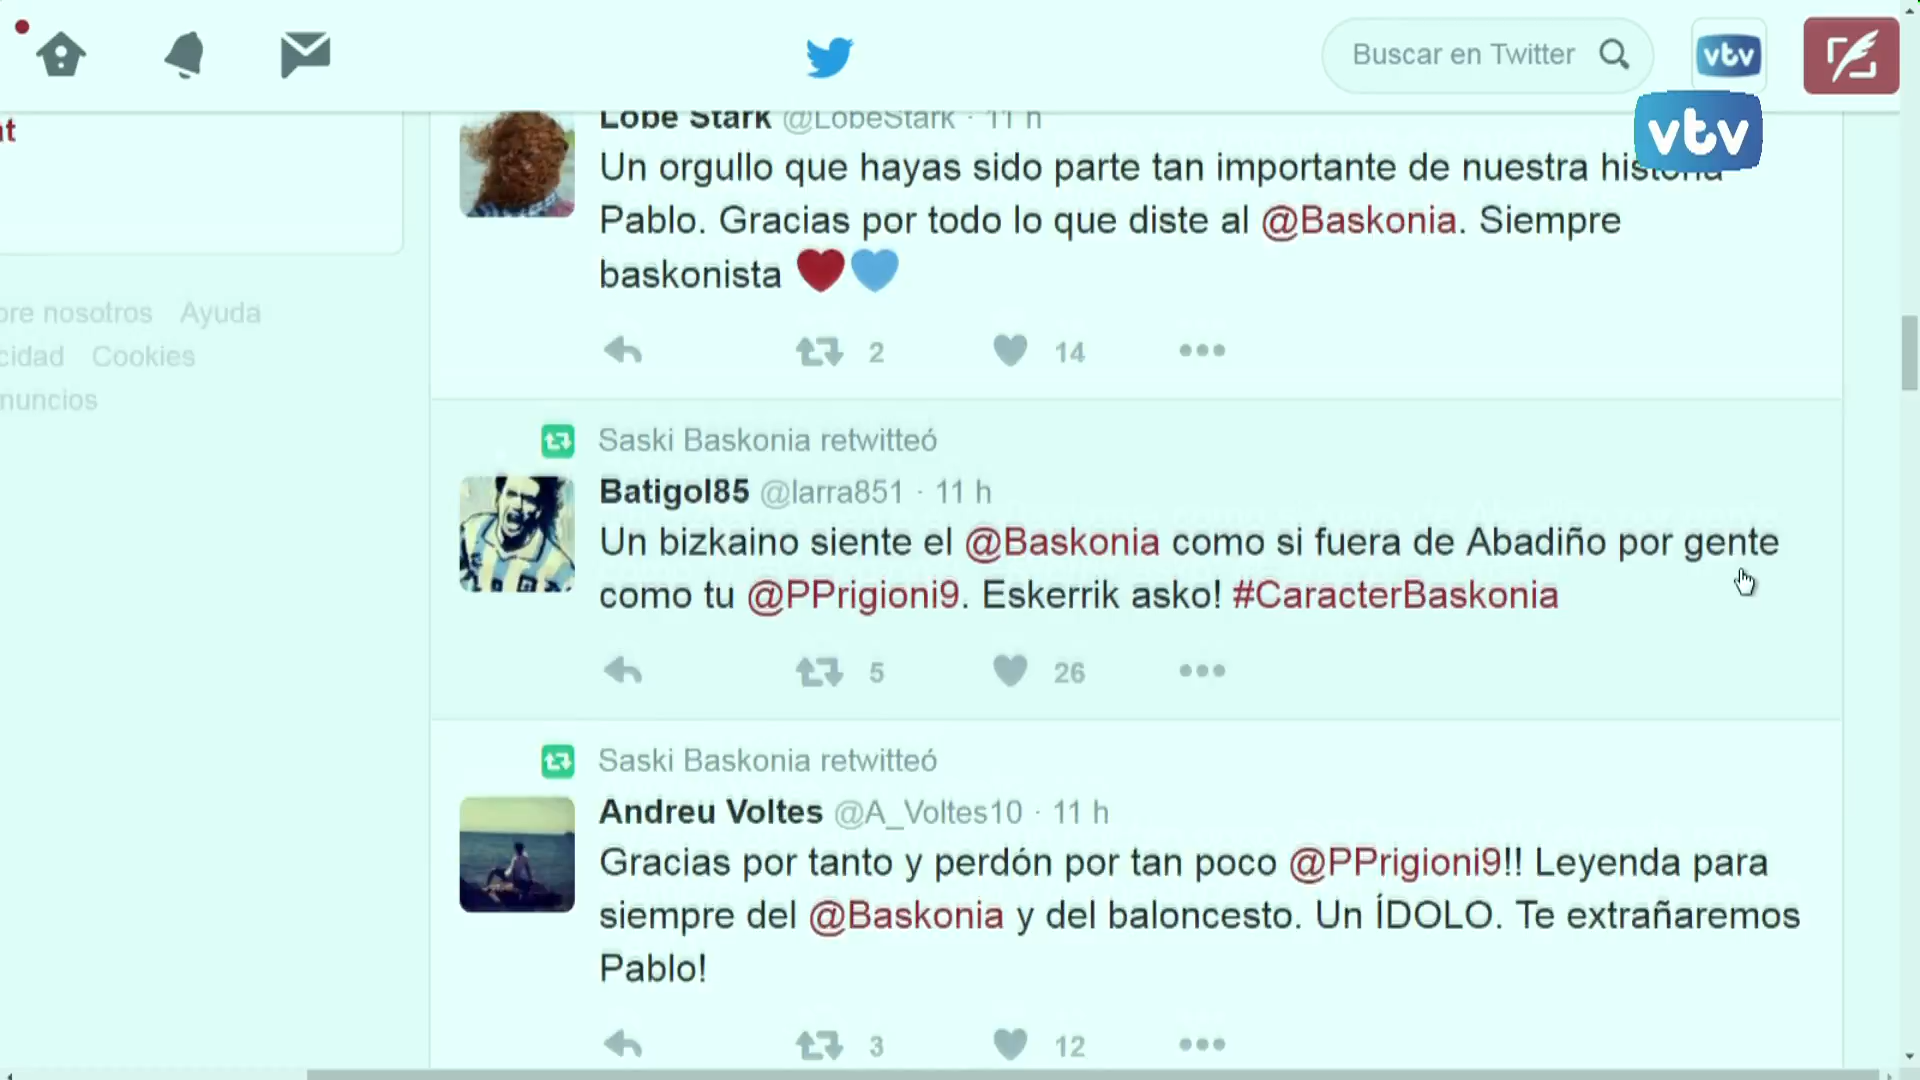 Buscar en Twitter
vtv
vtv
Lobe Stark @LobeStark · 11 h
Un orgullo que hayas sido parte tan importante de nuestra historia
Pablo. Gracias por todo lo que diste al @Baskonia. Siempre
baskonista
2 14
Ayuda
nosotros
Cookies
Saski Baskonia retwitteó
Batigol85 @larra851 · 11 h
Un bizkaino siente el @Baskonia como si fuera de Abadiño por gente
como tu @PPrigioni9. Eskerrik asko! #CaracterBaskonia
5 26
Saski Baskonia retwitteó
Andreu Voltes @A_Voltes10 · 11 h
Gracias por tanto y perdón por tan poco @PPrigioni9!! Leyenda para
siempre del @Baskonia y del baloncesto. Un ÍDOLO. Te extrañaremos
Pablo!
3 12